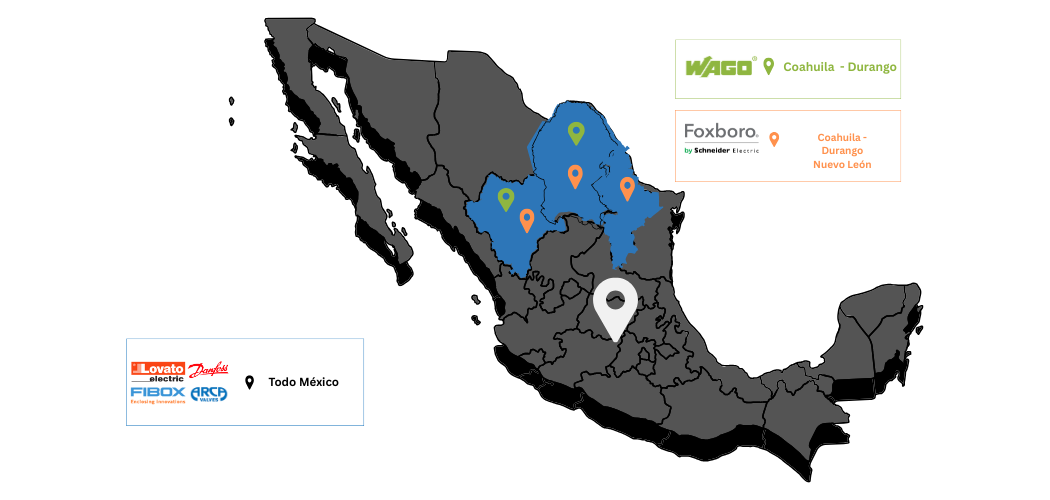 WAGO® Coahuila - Durango
Foxboro®
by Schneider Electric
Coahuila -
Durango
Nuevo León
Lovato
electric
Danfoss
FIBOX
Enclosing Innovations
ARCA
VALVES
Todo México